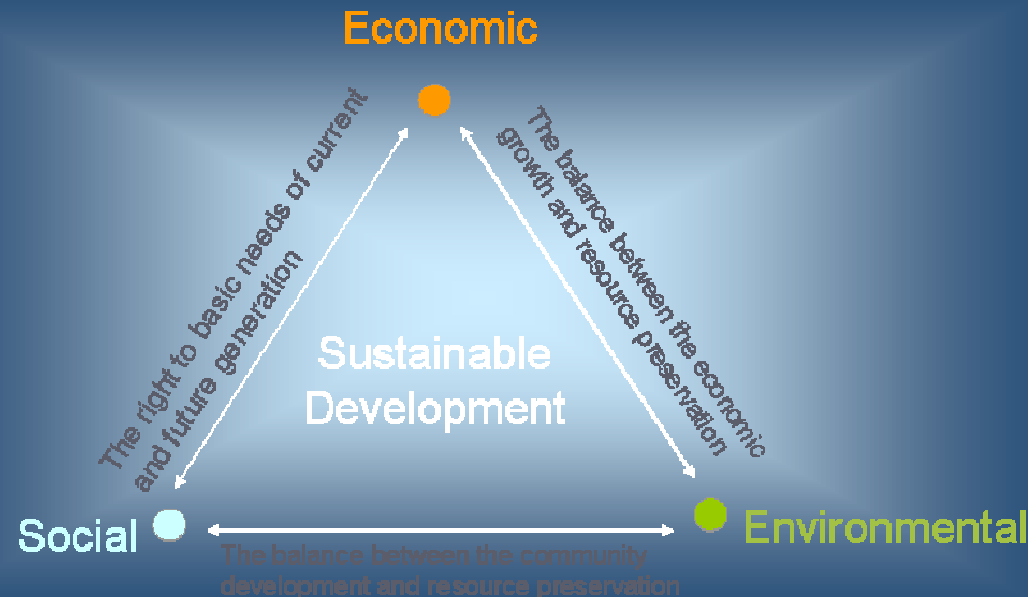 Economic
The right to basic needs of current
and future generation
The balance between the economic
growth and resource preservation
Sustainable
Development
Social
Environmental
The balance between the community
development and resource preservation